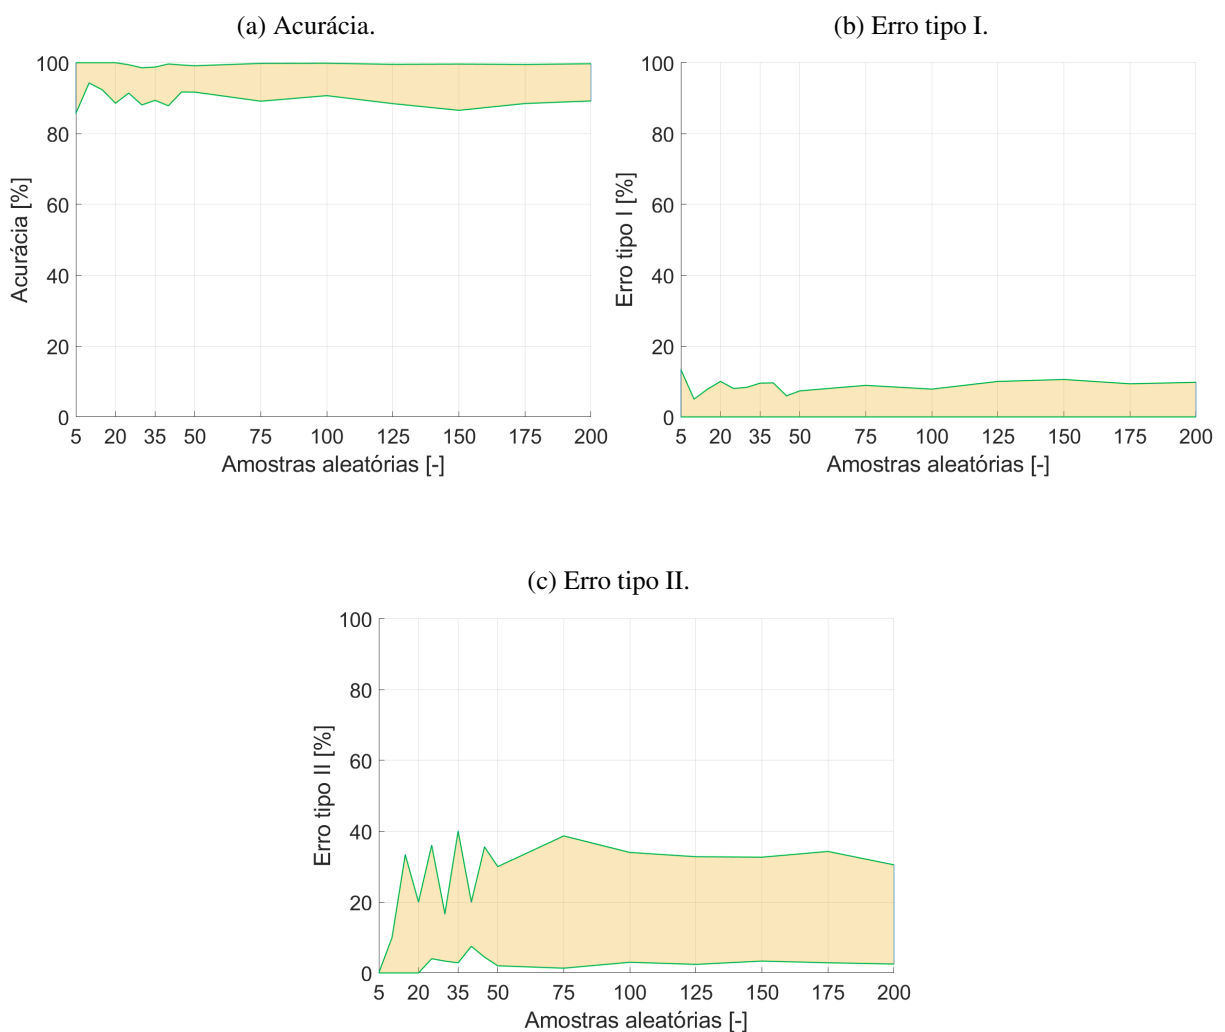 (a) Acurácia.
100
80
60
40
20
0
Acurácia [%]
5 20 35 50 75 100 125 150 175 200
Amostras aleatórias [-]
(b) Erro tipo I.
100
80
60
40
20
0
Erro tipo I [%]
5 20 35 50 75 100 125 150 175 200
Amostras aleatórias [-]
(c) Erro tipo II.
100
80
60
40
20
0
Erro tipo II [%]
5 20 35 50 75 100 125 150 175 200
Amostras aleatórias [-]